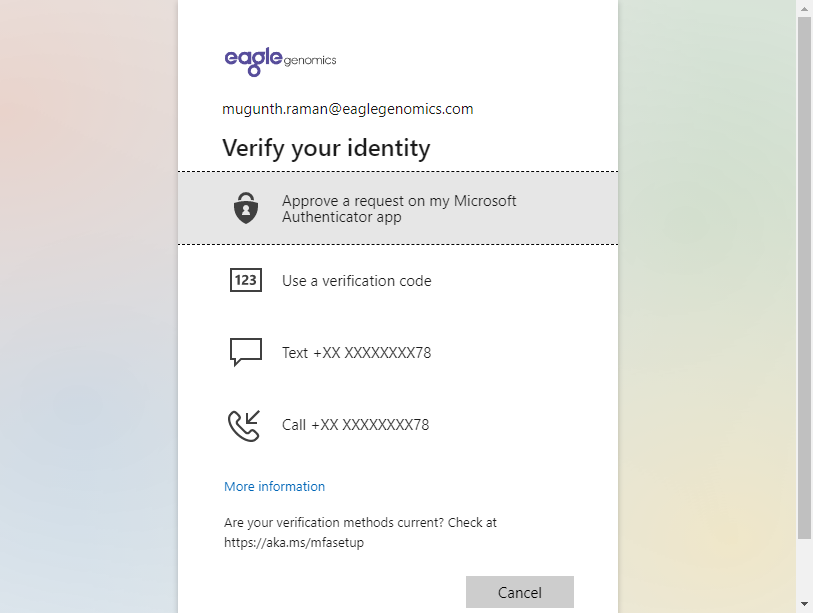 eagle genomics
mugunth.raman@eaglegenomics.com
Verify your identity
Approve a request on my Microsoft
Authenticator app
123
Use a verification code
Text +XX XXXXXXXX78
Call +XX XXXXXXXX78
More information
Are your verification methods current? Check at
https://aka.ms/mfasetup
Cancel